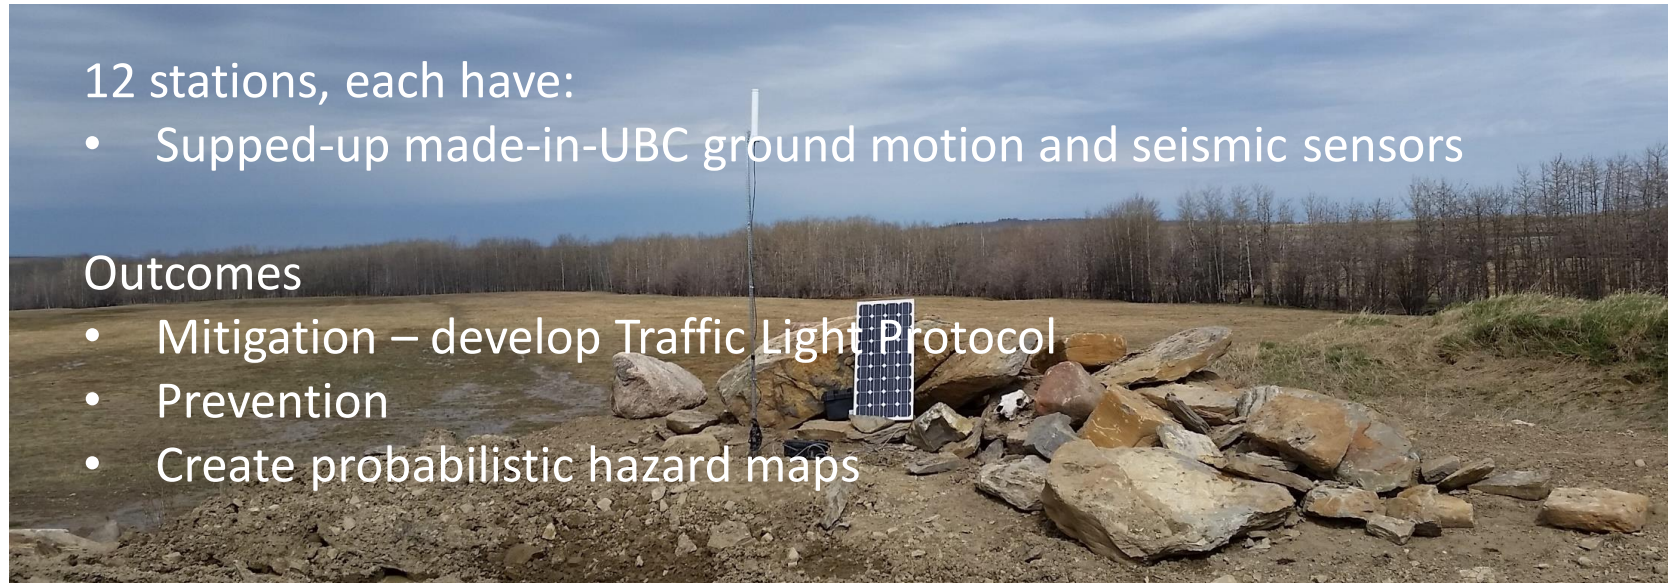 12 stations, each have:
• Supped-up made-in-UBC ground motion and seismic sensors
Outcomes
• Mitigation – develop Traffic Light Protocol
• Prevention
• Create probabilistic hazard maps